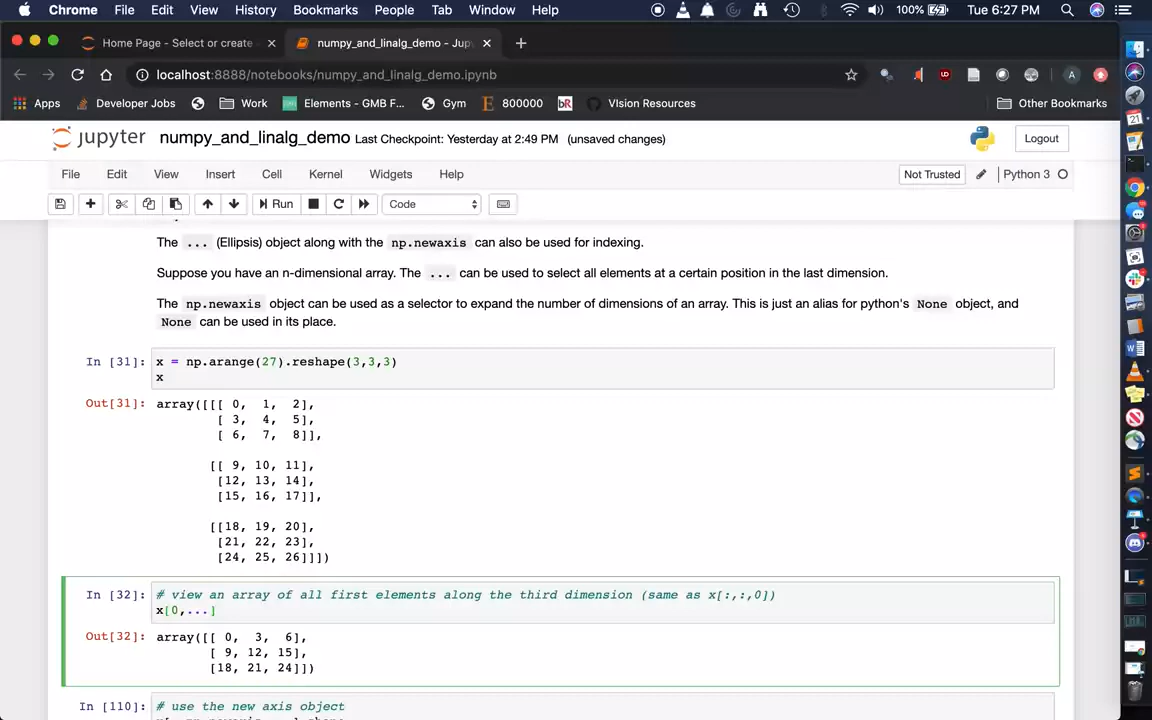 Chrome File Edit View History Bookmarks People Tab Window Help 100% Tue 6:27 PM
Home Page - Select or create numpy_and_linalg_demo - Jup
localhost:8888/notebooks/numpy_and_linalg_demo.ipynb
Apps Developer Jobs Work Elements - GMB F... Gym 800000 bR VIsion Resources Other Bookmarks
jupyter numpy_and_linalg_demo Last Checkpoint: Yesterday at 2:49 PM (unsaved changes) Logout
File Edit View Insert Cell Kernel Widgets Help Not Trusted Python 3
Run Code
The ... (Ellipsis) object along with the np.newaxis can also be used for indexing.
Suppose you have an n-dimensional array. The ... can be used to select all elements at a certain position in the last dimension.
The np.newaxis object can be used as a selector to expand the number of dimensions of an array. This is just an alias for python's None object, and
None can be used in its place.
In [31]: x = np.arange(27).reshape(3,3,3)
x
Out[31]: array([[[ 0, 1, 2],
[ 3, 4, 5],
[ 6, 7, 8]],
[[ 9, 10, 11],
[12, 13, 14],
[15, 16, 17]],
[[18, 19, 20],
[21, 22, 23],
[24, 25, 26]]])
In [32]: # view an array of all first elements along the third dimension (same as x[:,:,0])
x[0,...]
Out[32]: array([[ 0, 3, 6],
[ 9, 12, 15],
[18, 21, 24]])
In [110]: # use the new axis object